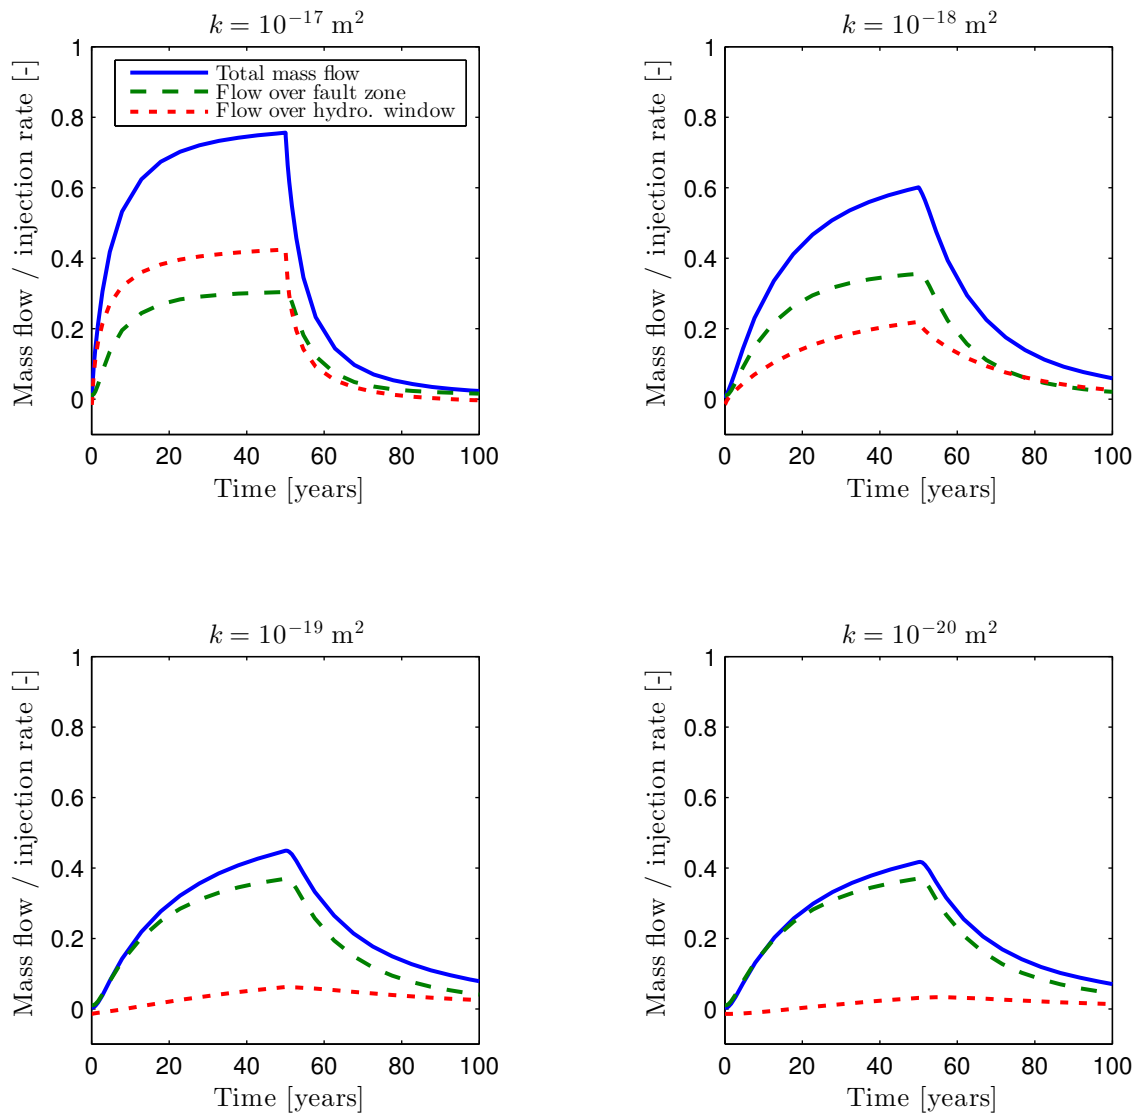 k = 10⁻¹⁷ m²
Mass flow / injection rate [-]
1
0.8
0.6
0.4
0.2
0
Total mass flow
Flow over fault zone
Flow over hydro. window
0 20 40 60 80 100
Time [years]
k = 10⁻¹⁸ m²
Mass flow / injection rate [-]
1
0.8
0.6
0.4
0.2
0
0 20 40 60 80 100
Time [years]
k = 10⁻¹⁹ m²
Mass flow / injection rate [-]
1
0.8
0.6
0.4
0.2
0
0 20 40 60 80 100
Time [years]
k = 10⁻²⁰ m²
Mass flow / injection rate [-]
1
0.8
0.6
0.4
0.2
0
0 20 40 60 80 100
Time [years]